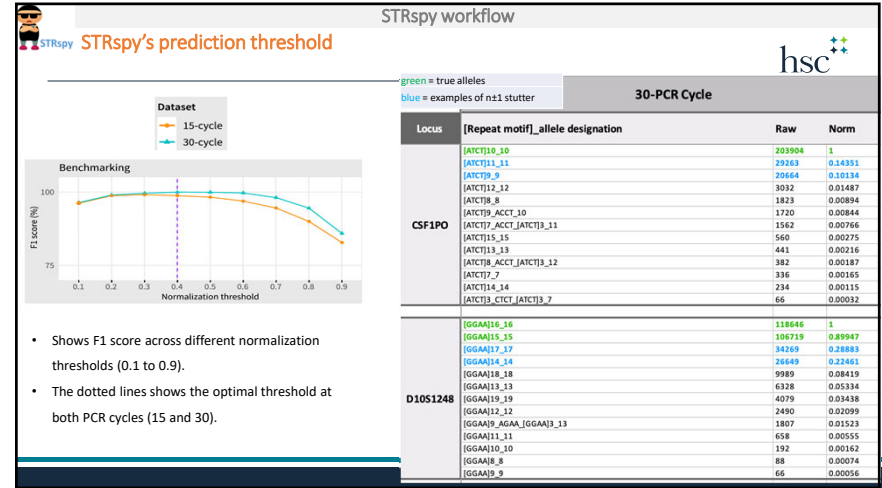 STRspy workflow
STRspy
STRspy's prediction threshold
hsc
Dataset
15-cycle
30-cycle
Benchmarking
100
75
F1 score (%)
0.1 0.2 0.3 0.4 0.5 0.6 0.7 0.8 0.9
Normalization threshold
• Shows F1 score across different normalization
thresholds (0.1 to 0.9).
• The dotted lines shows the optimal threshold at
both PCR cycles (15 and 30).
green = true alleles
blue = examples of n±1 stutter
30-PCR Cycle
Locus [Repeat motif]_allele designation Raw Norm
CSF1PO
[ATCT]10_10 203904 1
[ATCT]11_11 29263 0.14351
[ATCT]9_9 20664 0.10134
[ATCT]12_12 3032 0.01487
[ATCT]8_8 1823 0.00894
[ATCT]9_ACCT_10 1720 0.00844
[ATCT]7_ACCT_[ATCT]3_11 1562 0.00766
[ATCT]15_15 560 0.00275
[ATCT]13_13 441 0.00216
[ATCT]8_ACCT_[ATCT]3_12 382 0.00187
[ATCT]7_7 336 0.00165
[ATCT]14_14 234 0.00115
[ATCT]3_CTCT_[ATCT]3_7 66 0.00032
D10S1248
[GGAA]16_16 118646 1
[GGAA]15_15 106719 0.89947
[GGAA]17_17 34269 0.28883
[GGAA]14_14 26649 0.22461
[GGAA]18_18 9989 0.08419
[GGAA]13_13 6328 0.05334
[GGAA]19_19 4079 0.03438
[GGAA]12_12 2490 0.02099
[GGAA]9_AGAA_[GGAA]3_13 1807 0.01523
[GGAA]11_11 658 0.00555
[GGAA]10_10 192 0.00162
[GGAA]8_8 88 0.00074
[GGAA]9_9 66 0.00056